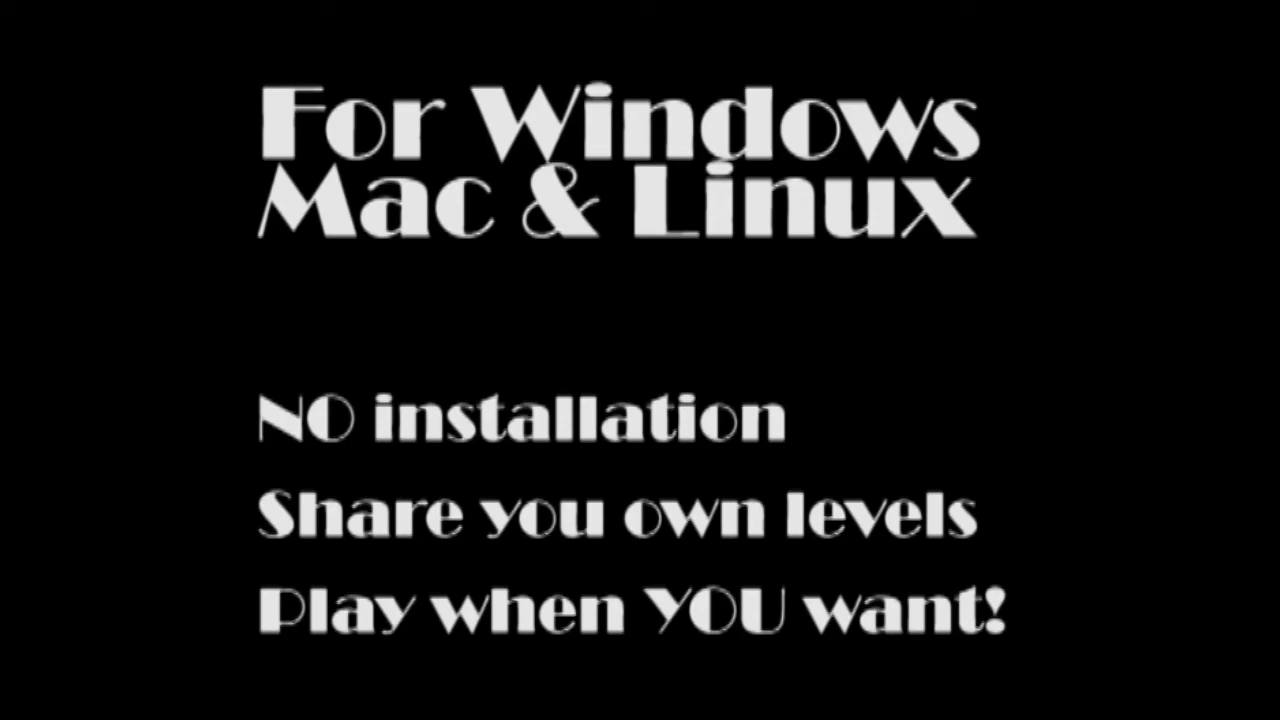 For Windows
Mac & Linux
NO installation
Share you own levels
Play when YOU want!